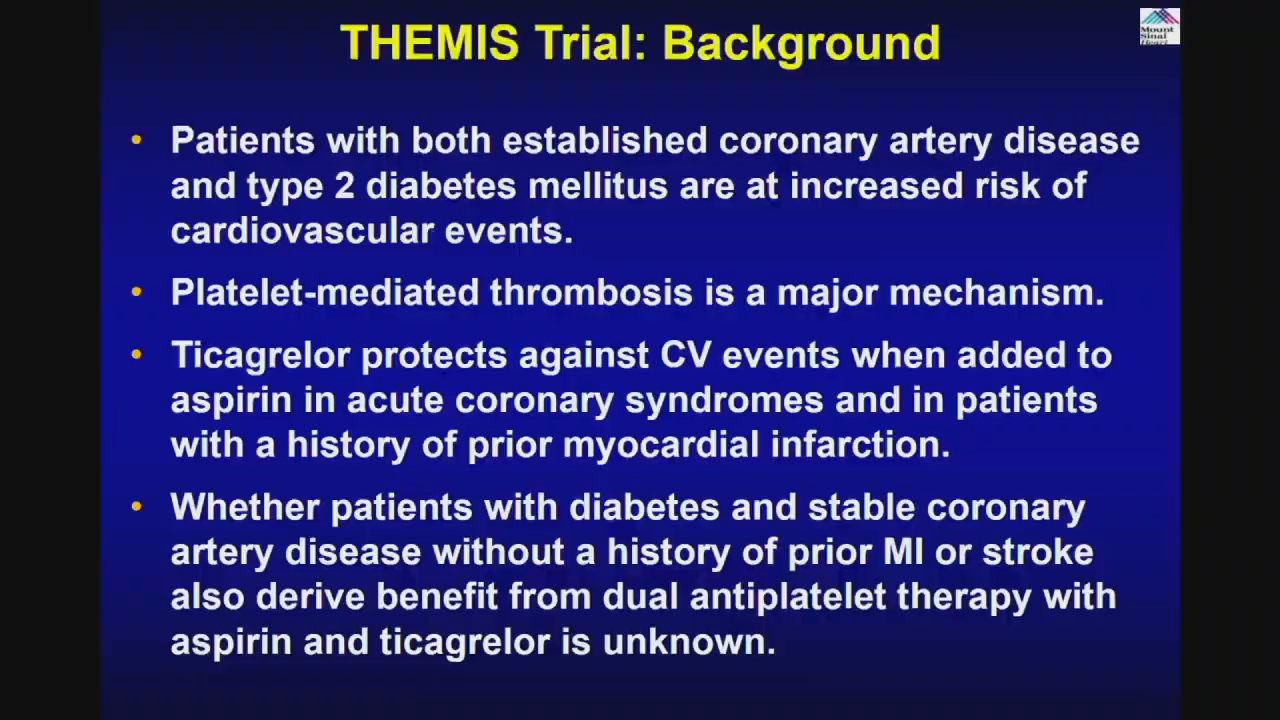 THEMIS Trial: Background
Mount
Sinai
Heart
• Patients with both established coronary artery disease
and type 2 diabetes mellitus are at increased risk of
cardiovascular events.
• Platelet-mediated thrombosis is a major mechanism.
• Ticagrelor protects against CV events when added to
aspirin in acute coronary syndromes and in patients
with a history of prior myocardial infarction.
• Whether patients with diabetes and stable coronary
artery disease without a history of prior MI or stroke
also derive benefit from dual antiplatelet therapy with
aspirin and ticagrelor is unknown.